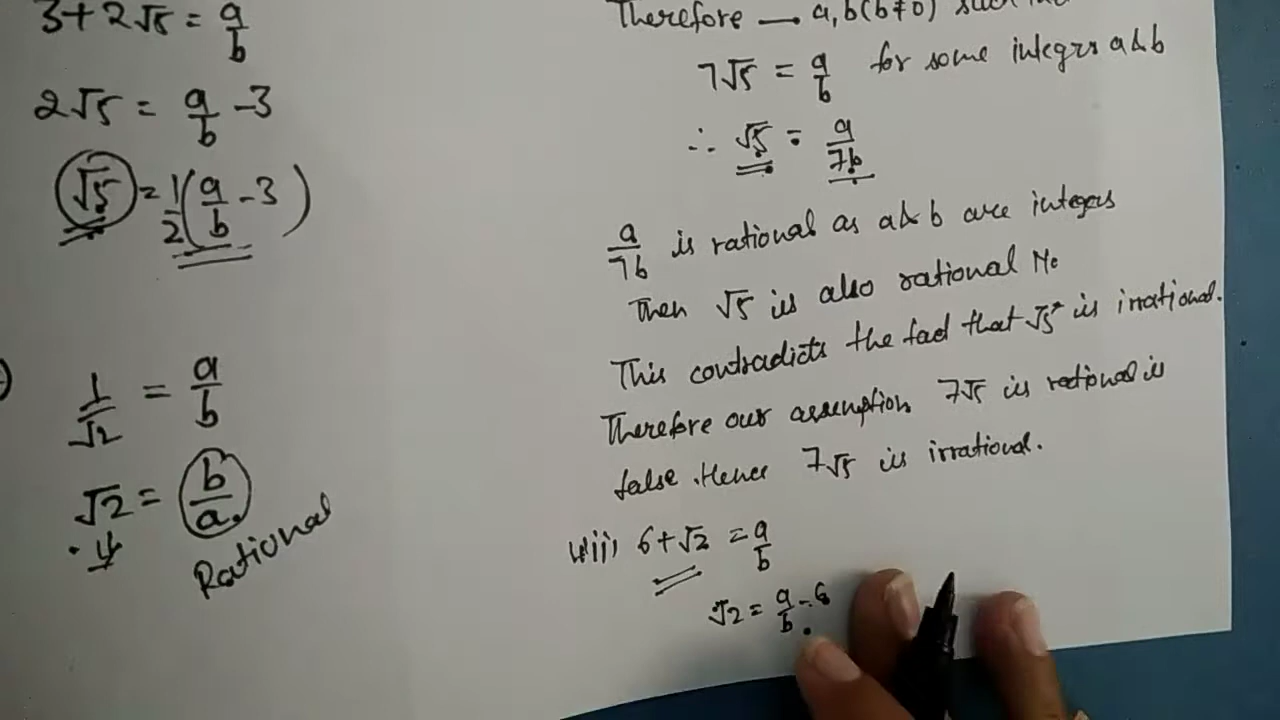 3+2√5 = a/b
2√5 = a/b -3
√5 = 1/2(a/b -3)
1/√2 = a/b
√2 = b/a
Rational
Therefore — a,b(b≠0)
7√5 = a/b for some integrs a&b
∴ √5 = a/7b
a/7b is rational as a&b are integers
Then √5 is also rational No
This contradicts the fact that √5 is irrational.
Therefore our assumption 7√5 is rational is
false. Hence 7√5 is irrational.
6+√2 = a/b
√2 = a/b - 6